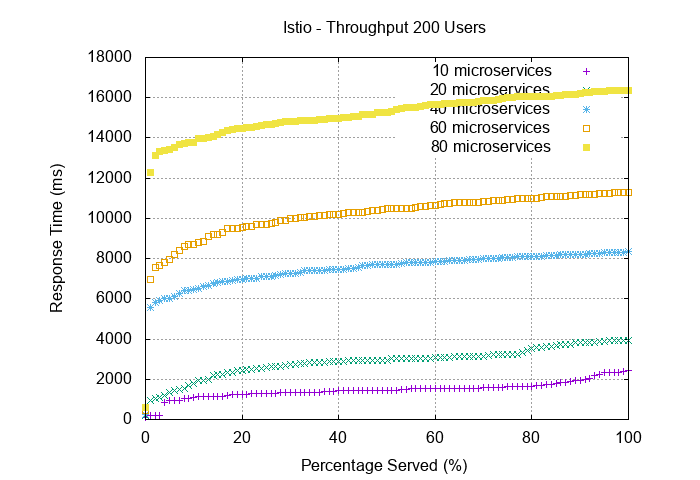 Istio - Throughput 200 Users
18000
16000
14000
12000
10000
8000
6000
4000
2000
0
Response Time (ms)
10 microservices
20 microservices
40 microservices
60 microservices
80 microservices
0 20 40 60 80 100
Percentage Served (%)